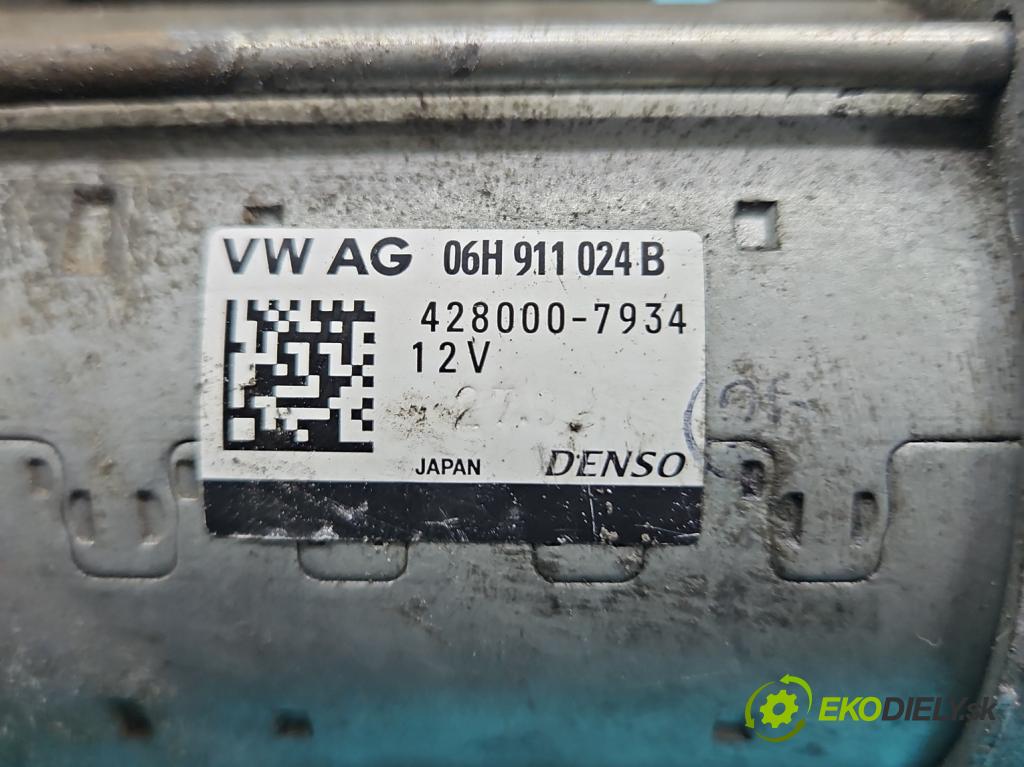 VW AG 06H 911 024 B
428000-7934
12V
JAPAN DENSO
EKODIELY.sk